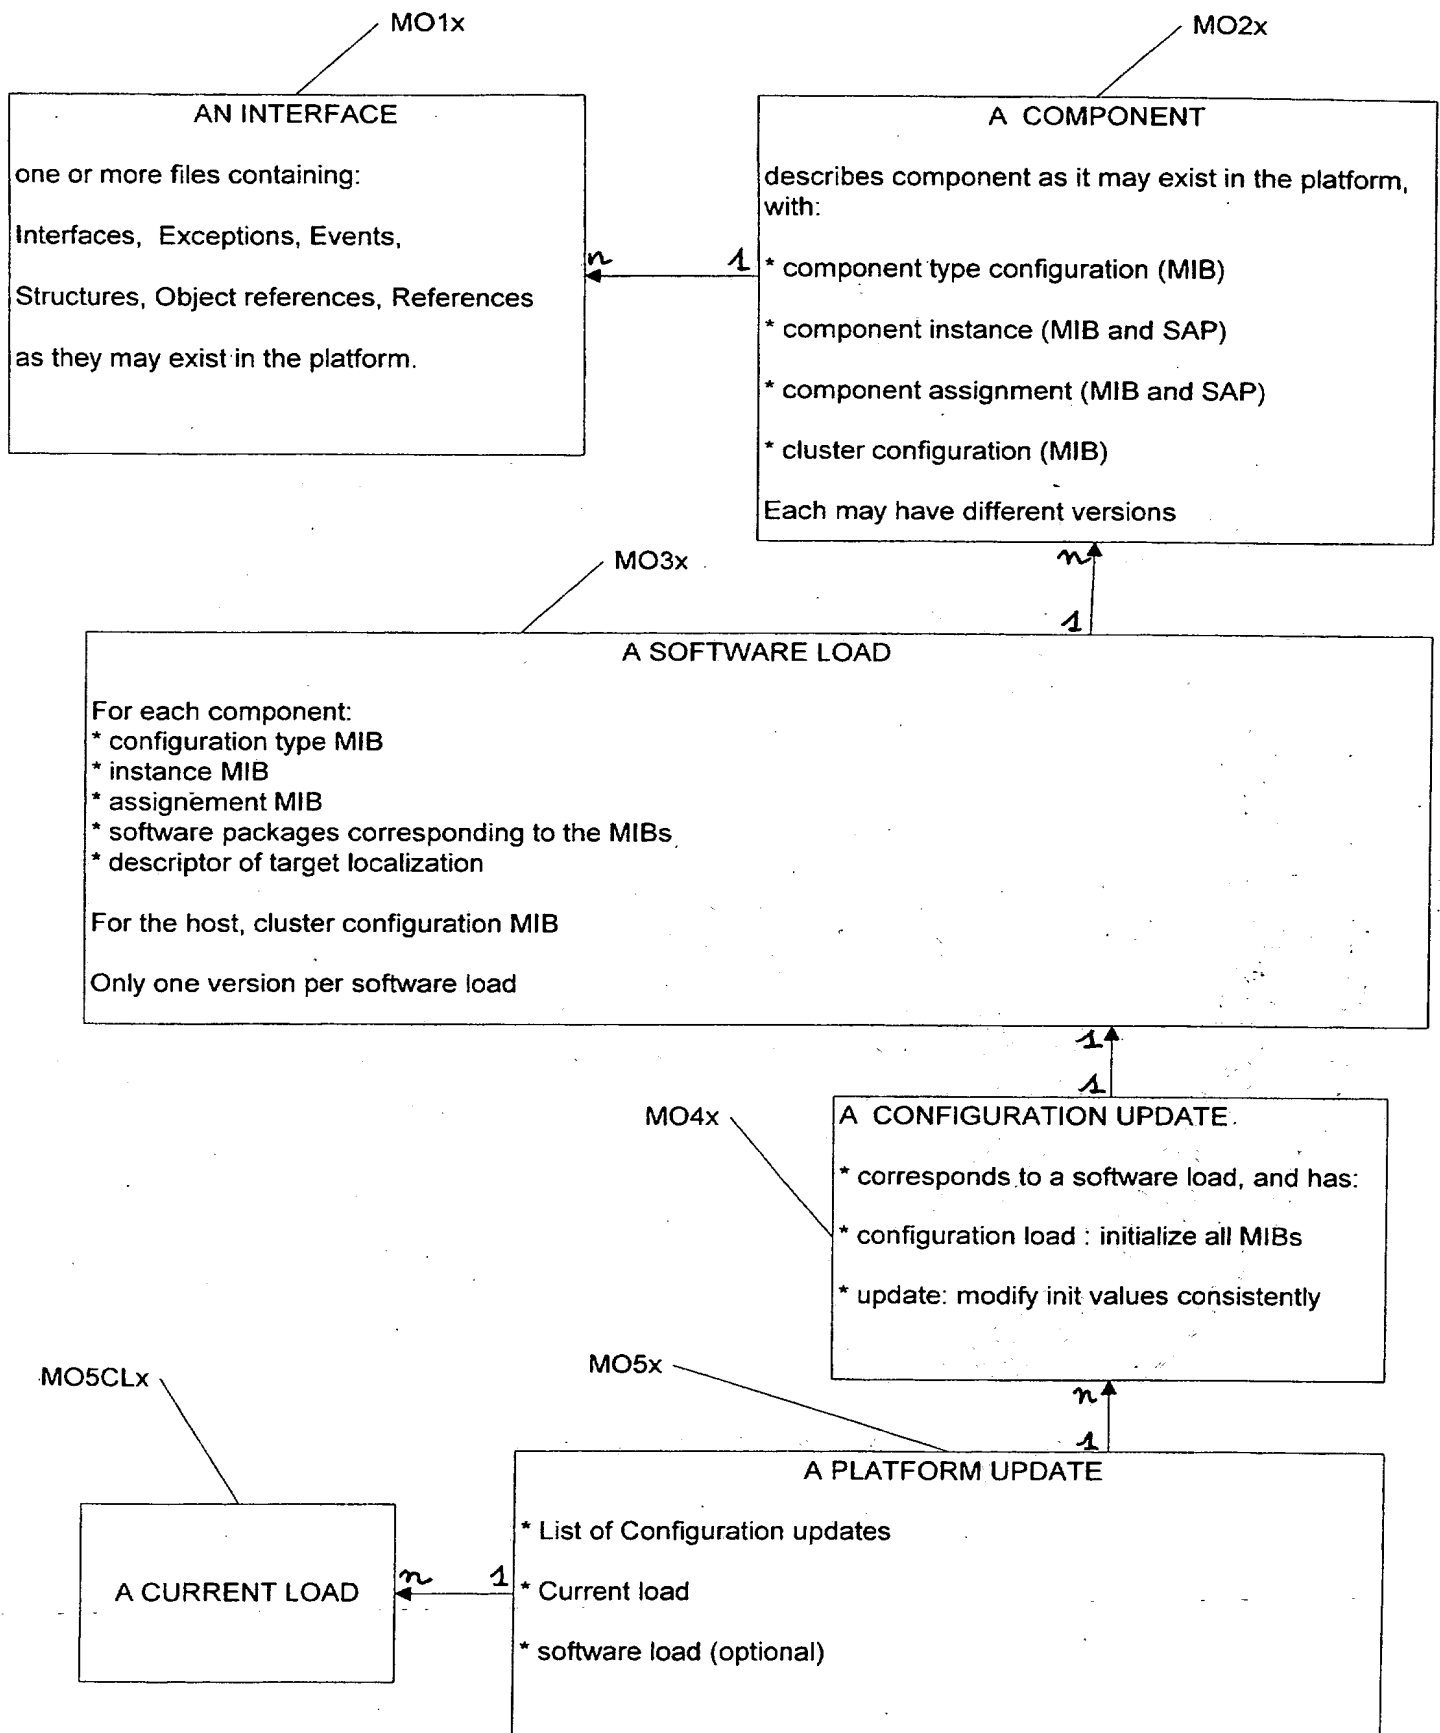 MO1x
MO2x
AN INTERFACE
one or more files containing:
Interfaces, Exceptions, Events,
Structures, Object references, References
as they may exist in the platform.
n
1
A COMPONENT
describes component as it may exist in the platform,
with:
* component type configuration (MIB)
* component instance (MIB and SAP)
* component assignment (MIB and SAP)
* cluster configuration (MIB)
Each may have different versions
n
1
MO3x
A SOFTWARE LOAD
For each component:
* configuration type MIB
* instance MIB
* assignement MIB
* software packages corresponding to the MIBs
* descriptor of target localization
For the host, cluster configuration MIB
Only one version per software load
1
1
MO4x
A CONFIGURATION UPDATE
* corresponds to a software load, and has:
* configuration load : initialize all MIBs
* update: modify init values consistently
n
1
MO5CLx
MO5x
A CURRENT LOAD
n
1
A PLATFORM UPDATE
* List of Configuration updates
* Current load
* software load (optional)